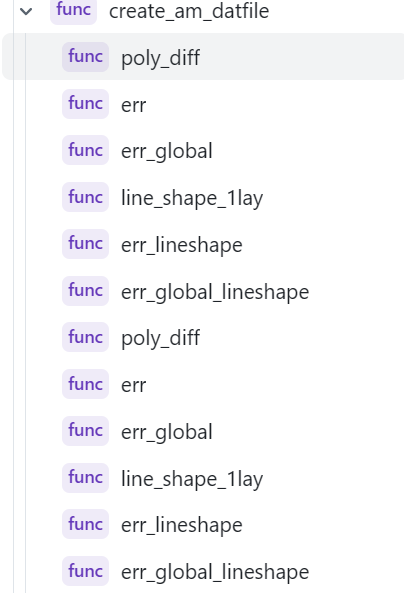 func create_am_datfile
func poly_diff
func err
func err_global
func line_shape_1lay
func err_lineshape
func err_global_lineshape
func poly_diff
func err
func err_global
func line_shape_1lay
func err_lineshape
func err_global_lineshape